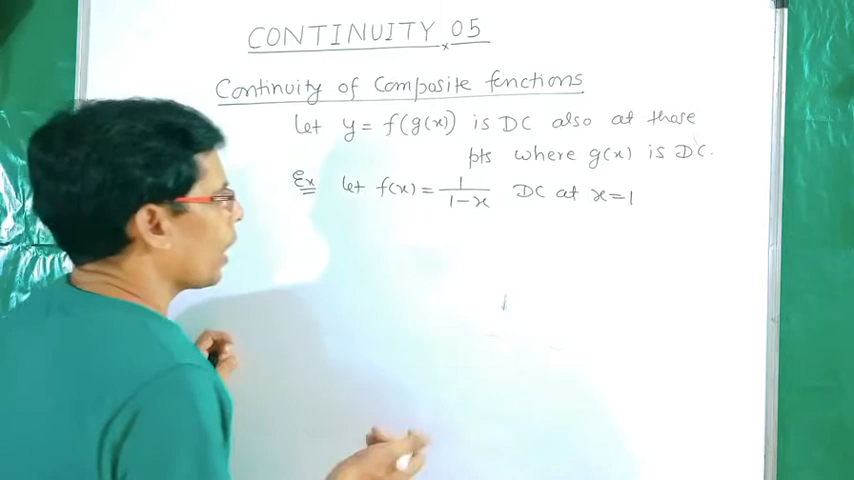 CONTINUITY 05
Continuity of Composite functions
Let y = f(g(x)) is DC also at those
pts where g(x) is DC.
Ex Let f(x) = 1/(1-x) DC at x=1